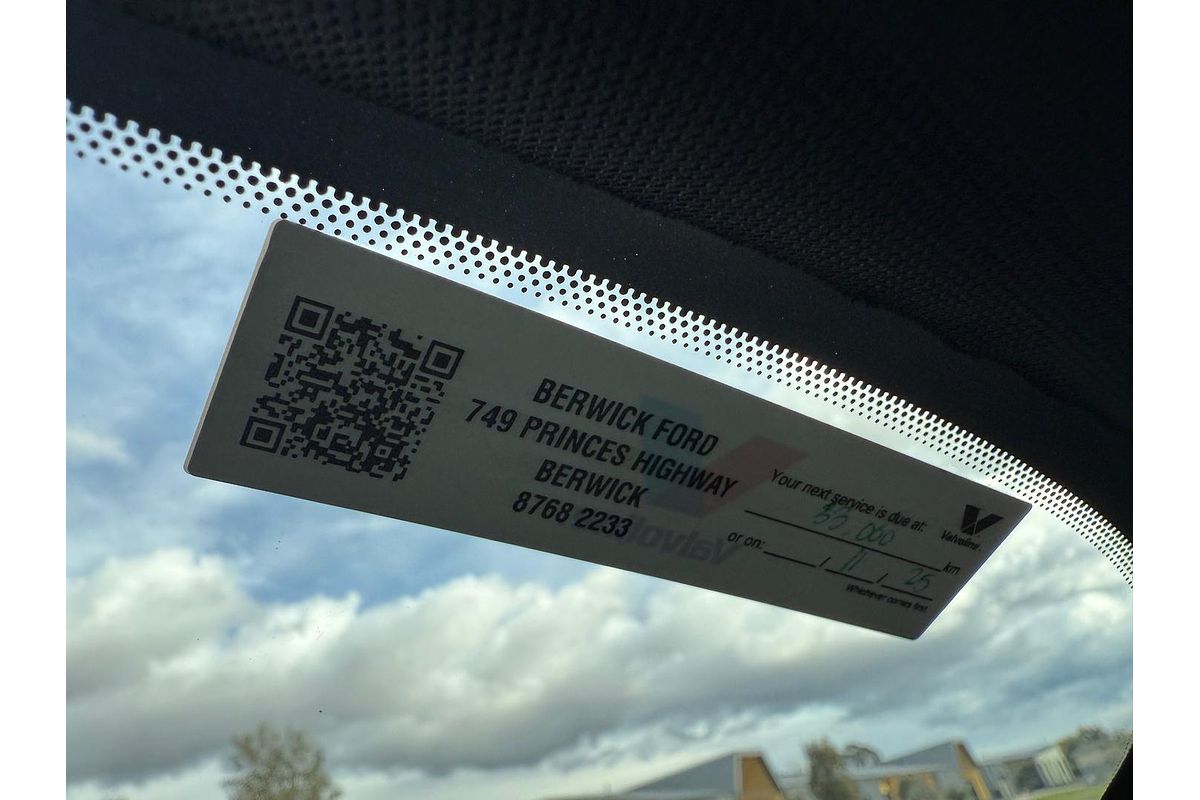 BERWICK FORD
749 PRINCES HIGHWAY
BERWICK
8768 2233
Your next service is due at:
km
or on: / 11 / 25
Whichever comes first
Valvoline